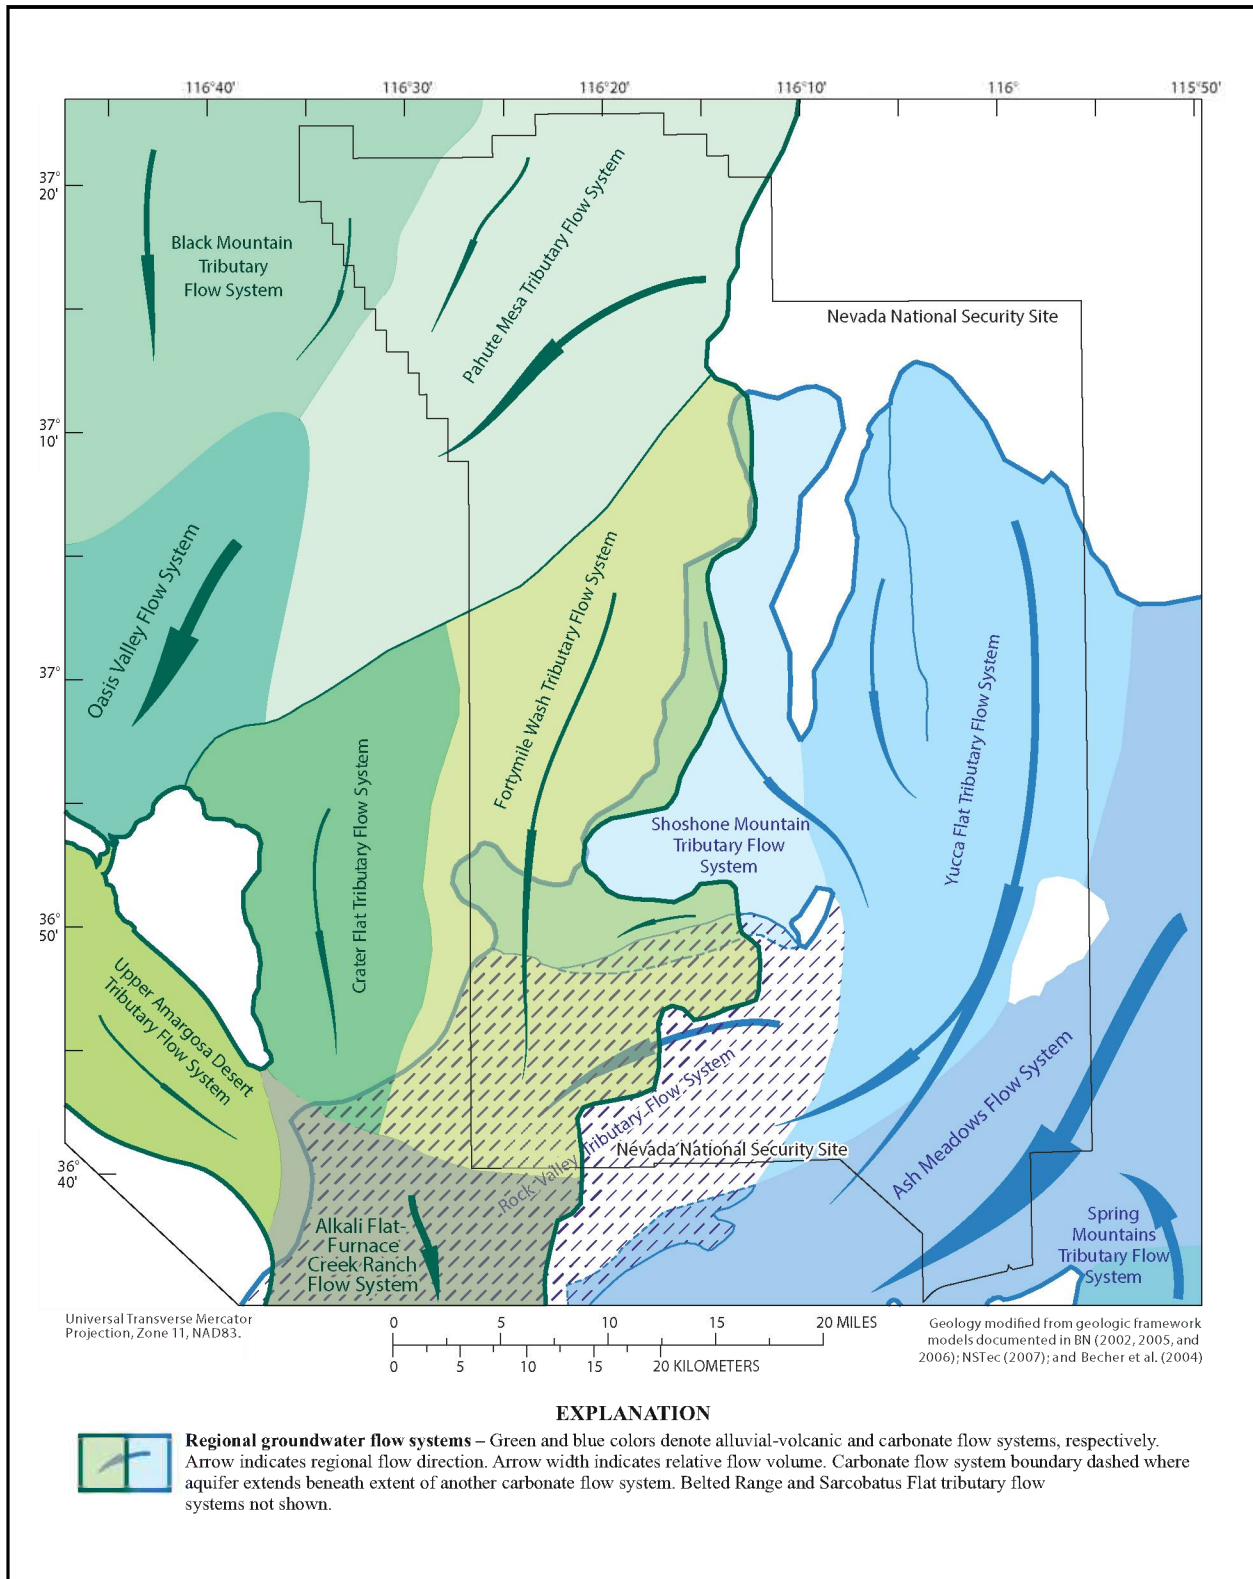 116°40'
116°30'
116°20'
116°10'
116°
115°50'
37°
20'
Black Mountain
Tributary
Flow System
Pahute Mesa Tributary Flow System
Nevada National Security Site
37°
10'
Oasis Valley Flow System
Fortymile Wash Tributary Flow System
37°
Yucca Flat Tributary Flow System
Crater Flat Tributary Flow System
Shoshone Mountain
Tributary Flow
System
36°
50'
Upper Amargosa Desert
Tributary Flow
System
Rock Valley Tributary Flow System
Ash Meadows Flow System
Nevada National Security Site
36°
40'
Alkali Flat-
Furnace
Creek Ranch
Flow System
Spring
Mountains
Tributary Flow
System
Universal Transverse Mercator
Projection, Zone 11, NAD83.
0 5 10 15 20 MILES
0 5 10 15 20 KILOMETERS
Geology modified from geologic framework
models documented in BN (2002, 2005, and
2006); NSTec (2007); and Becher et al. (2004)
EXPLANATION
Regional groundwater flow systems – Green and blue colors denote alluvial-volcanic and carbonate flow systems, respectively.
Arrow indicates regional flow direction. Arrow width indicates relative flow volume. Carbonate flow system boundary dashed where
aquifer extends beneath extent of another carbonate flow system. Belted Range and Sarcobatus Flat tributary flow
systems not shown.